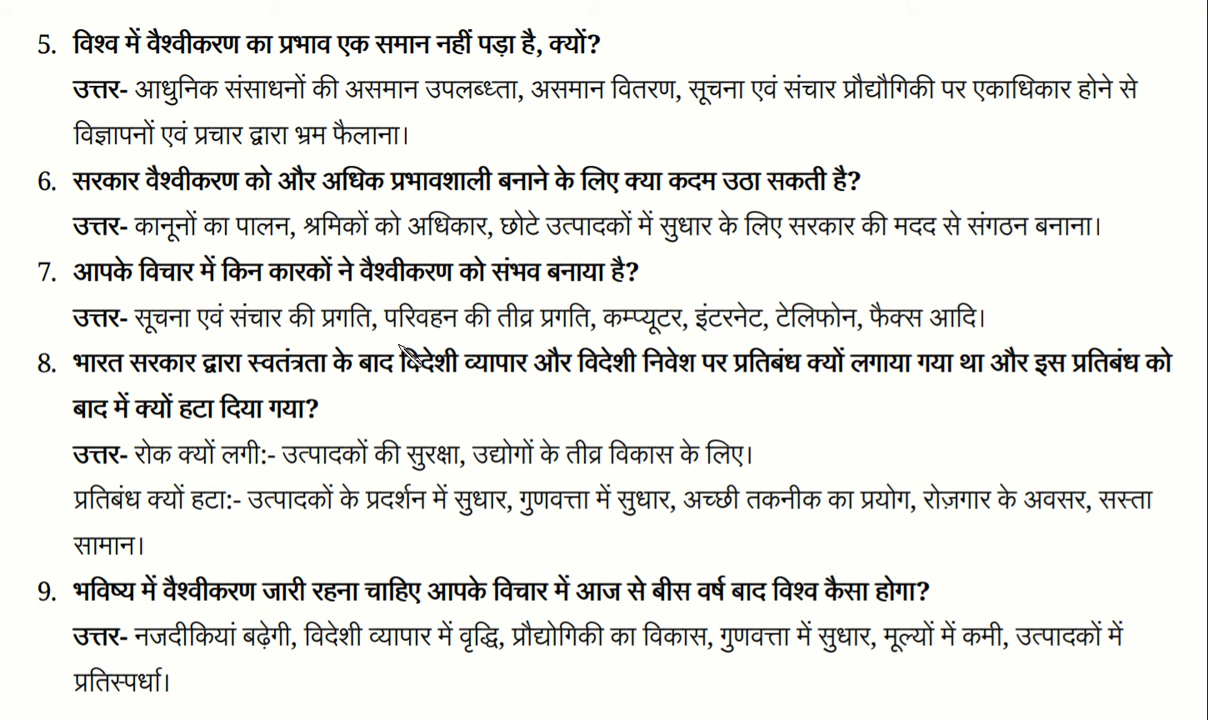 5. विश्व में वैश्वीकरण का प्रभाव एक समान नहीं पड़ा है, क्यों?
उत्तर- आधुनिक संसाधनों की असमान उपलब्ध्ता, असमान वितरण, सूचना एवं संचार प्रौद्यौगिकी पर एकाधिकार होने से
विज्ञापनों एवं प्रचार द्वारा भ्रम फैलाना।
6. सरकार वैश्वीकरण को और अधिक प्रभावशाली बनाने के लिए क्या कदम उठा सकती है?
उत्तर- कानूनों का पालन, श्रमिकों को अधिकार, छोटे उत्पादकों में सुधार के लिए सरकार की मदद से संगठन बनाना।
7. आपके विचार में किन कारकों ने वैश्वीकरण को संभव बनाया है?
उत्तर- सूचना एवं संचार की प्रगति, परिवहन की तीव्र प्रगति, कम्प्यूटर, इंटरनेट, टेलिफोन, फैक्स आदि।
8. भारत सरकार द्वारा स्वतंत्रता के बाद विदेशी व्यापार और विदेशी निवेश पर प्रतिबंध क्यों लगाया गया था और इस प्रतिबंध को
बाद में क्यों हटा दिया गया?
उत्तर- रोक क्यों लगी:- उत्पादकों की सुरक्षा, उद्योगों के तीव्र विकास के लिए।
प्रतिबंध क्यों हटा:- उत्पादकों के प्रदर्शन में सुधार, गुणवत्ता में सुधार, अच्छी तकनीक का प्रयोग, रोज़गार के अवसर, सस्ता
सामान।
9. भविष्य में वैश्वीकरण जारी रहना चाहिए आपके विचार में आज से बीस वर्ष बाद विश्व कैसा होगा?
उत्तर- नजदीकियां बढ़ेगी, विदेशी व्यापार में वृद्धि, प्रौद्योगिकी का विकास, गुणवत्ता में सुधार, मूल्यों में कमी, उत्पादकों में
प्रतिस्पर्धा।